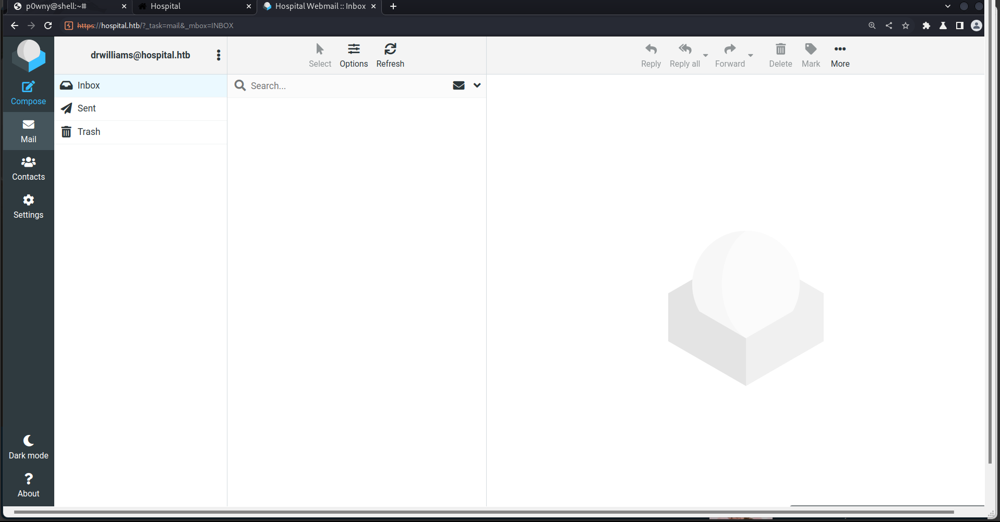 p0wny@shell:~#
Hospital
Hospital Webmail :: Inbox
https://hospital.htb/?_task=mail&_mbox=INBOX
drwilliams@hospital.htb
Select
Options
Refresh
Reply
Reply all
Forward
Delete
Mark
More
Compose
Mail
Contacts
Settings
Dark mode
About
Inbox
Sent
Trash
Search...